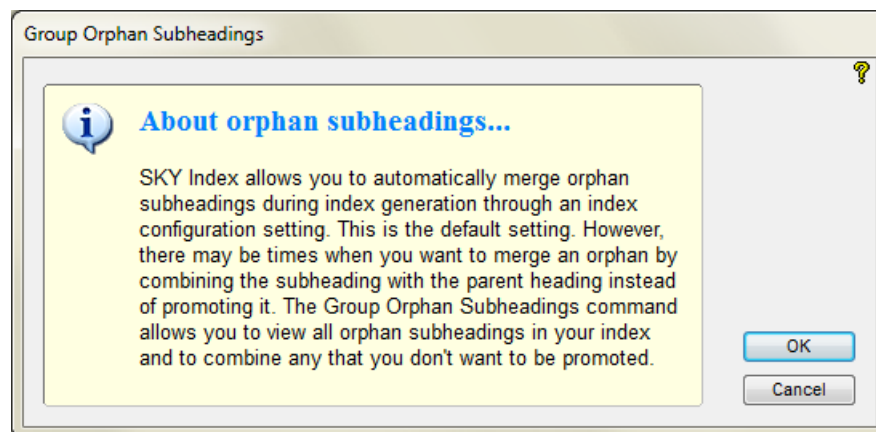 Group Orphan Subheadings
?
i
About orphan subheadings...
SKY Index allows you to automatically merge orphan
subheadings during index generation through an index
configuration setting. This is the default setting. However,
there may be times when you want to merge an orphan by
combining the subheading with the parent heading instead
of promoting it. The Group Orphan Subheadings command
allows you to view all orphan subheadings in your index
and to combine any that you don't want to be promoted.
OK
Cancel